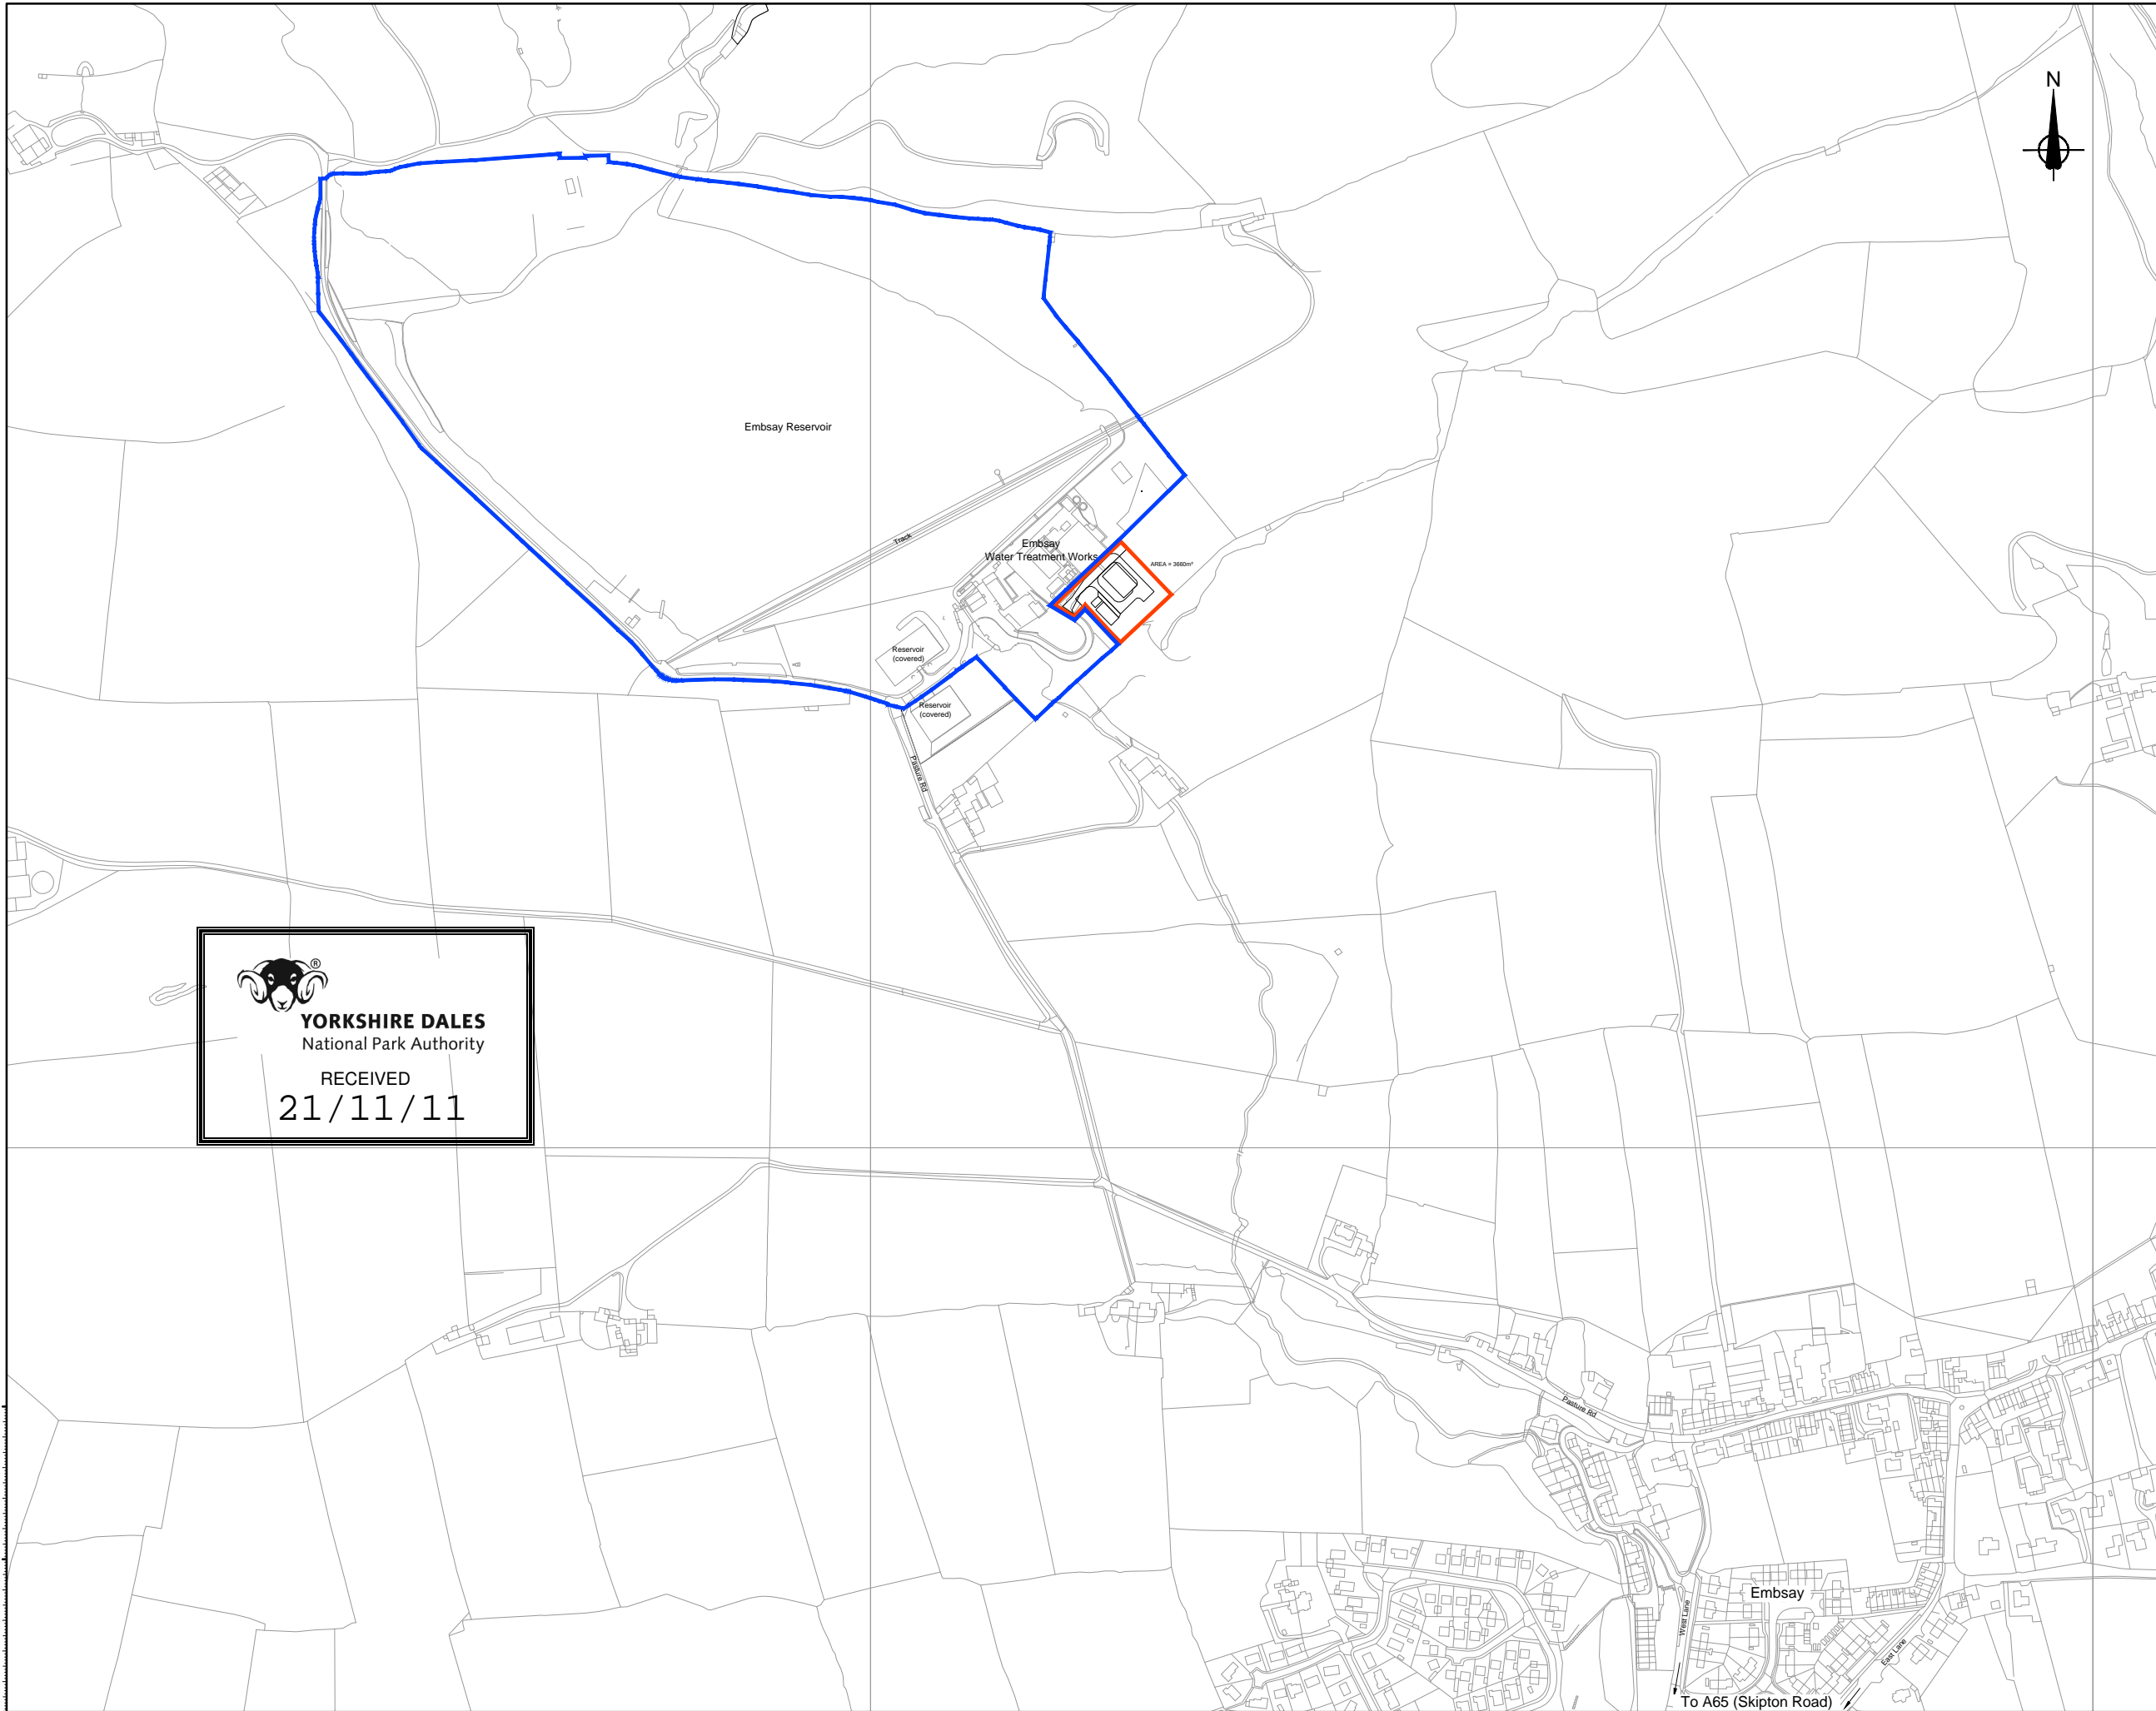 N
Embsay Reservoir
Track
Embsay
Water Treatment Works
AREA = 3660m²
Reservoir
(covered)
Reservoir
(covered)
Pasture Rd
®
YORKSHIRE DALES
National Park Authority
RECEIVED
21/11/11
Pasture Rd
Embsay
West Lane
East Lane
To A65 (Skipton Road)